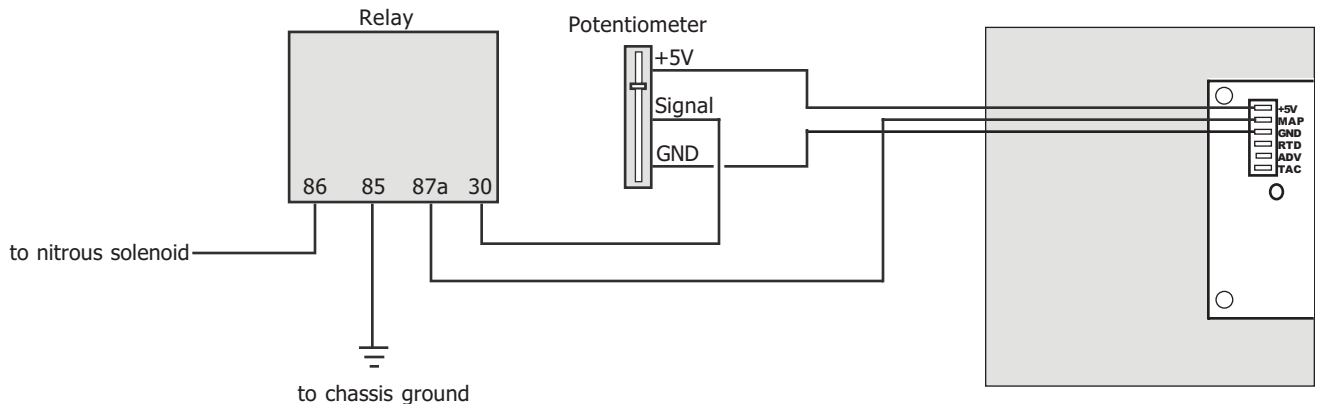 Relay
Potentiometer
+5V
Signal
GND
86 85 87a 30
to nitrous solenoid
to chassis ground
+5V
MAP
GND
RTD
ADV
TAC